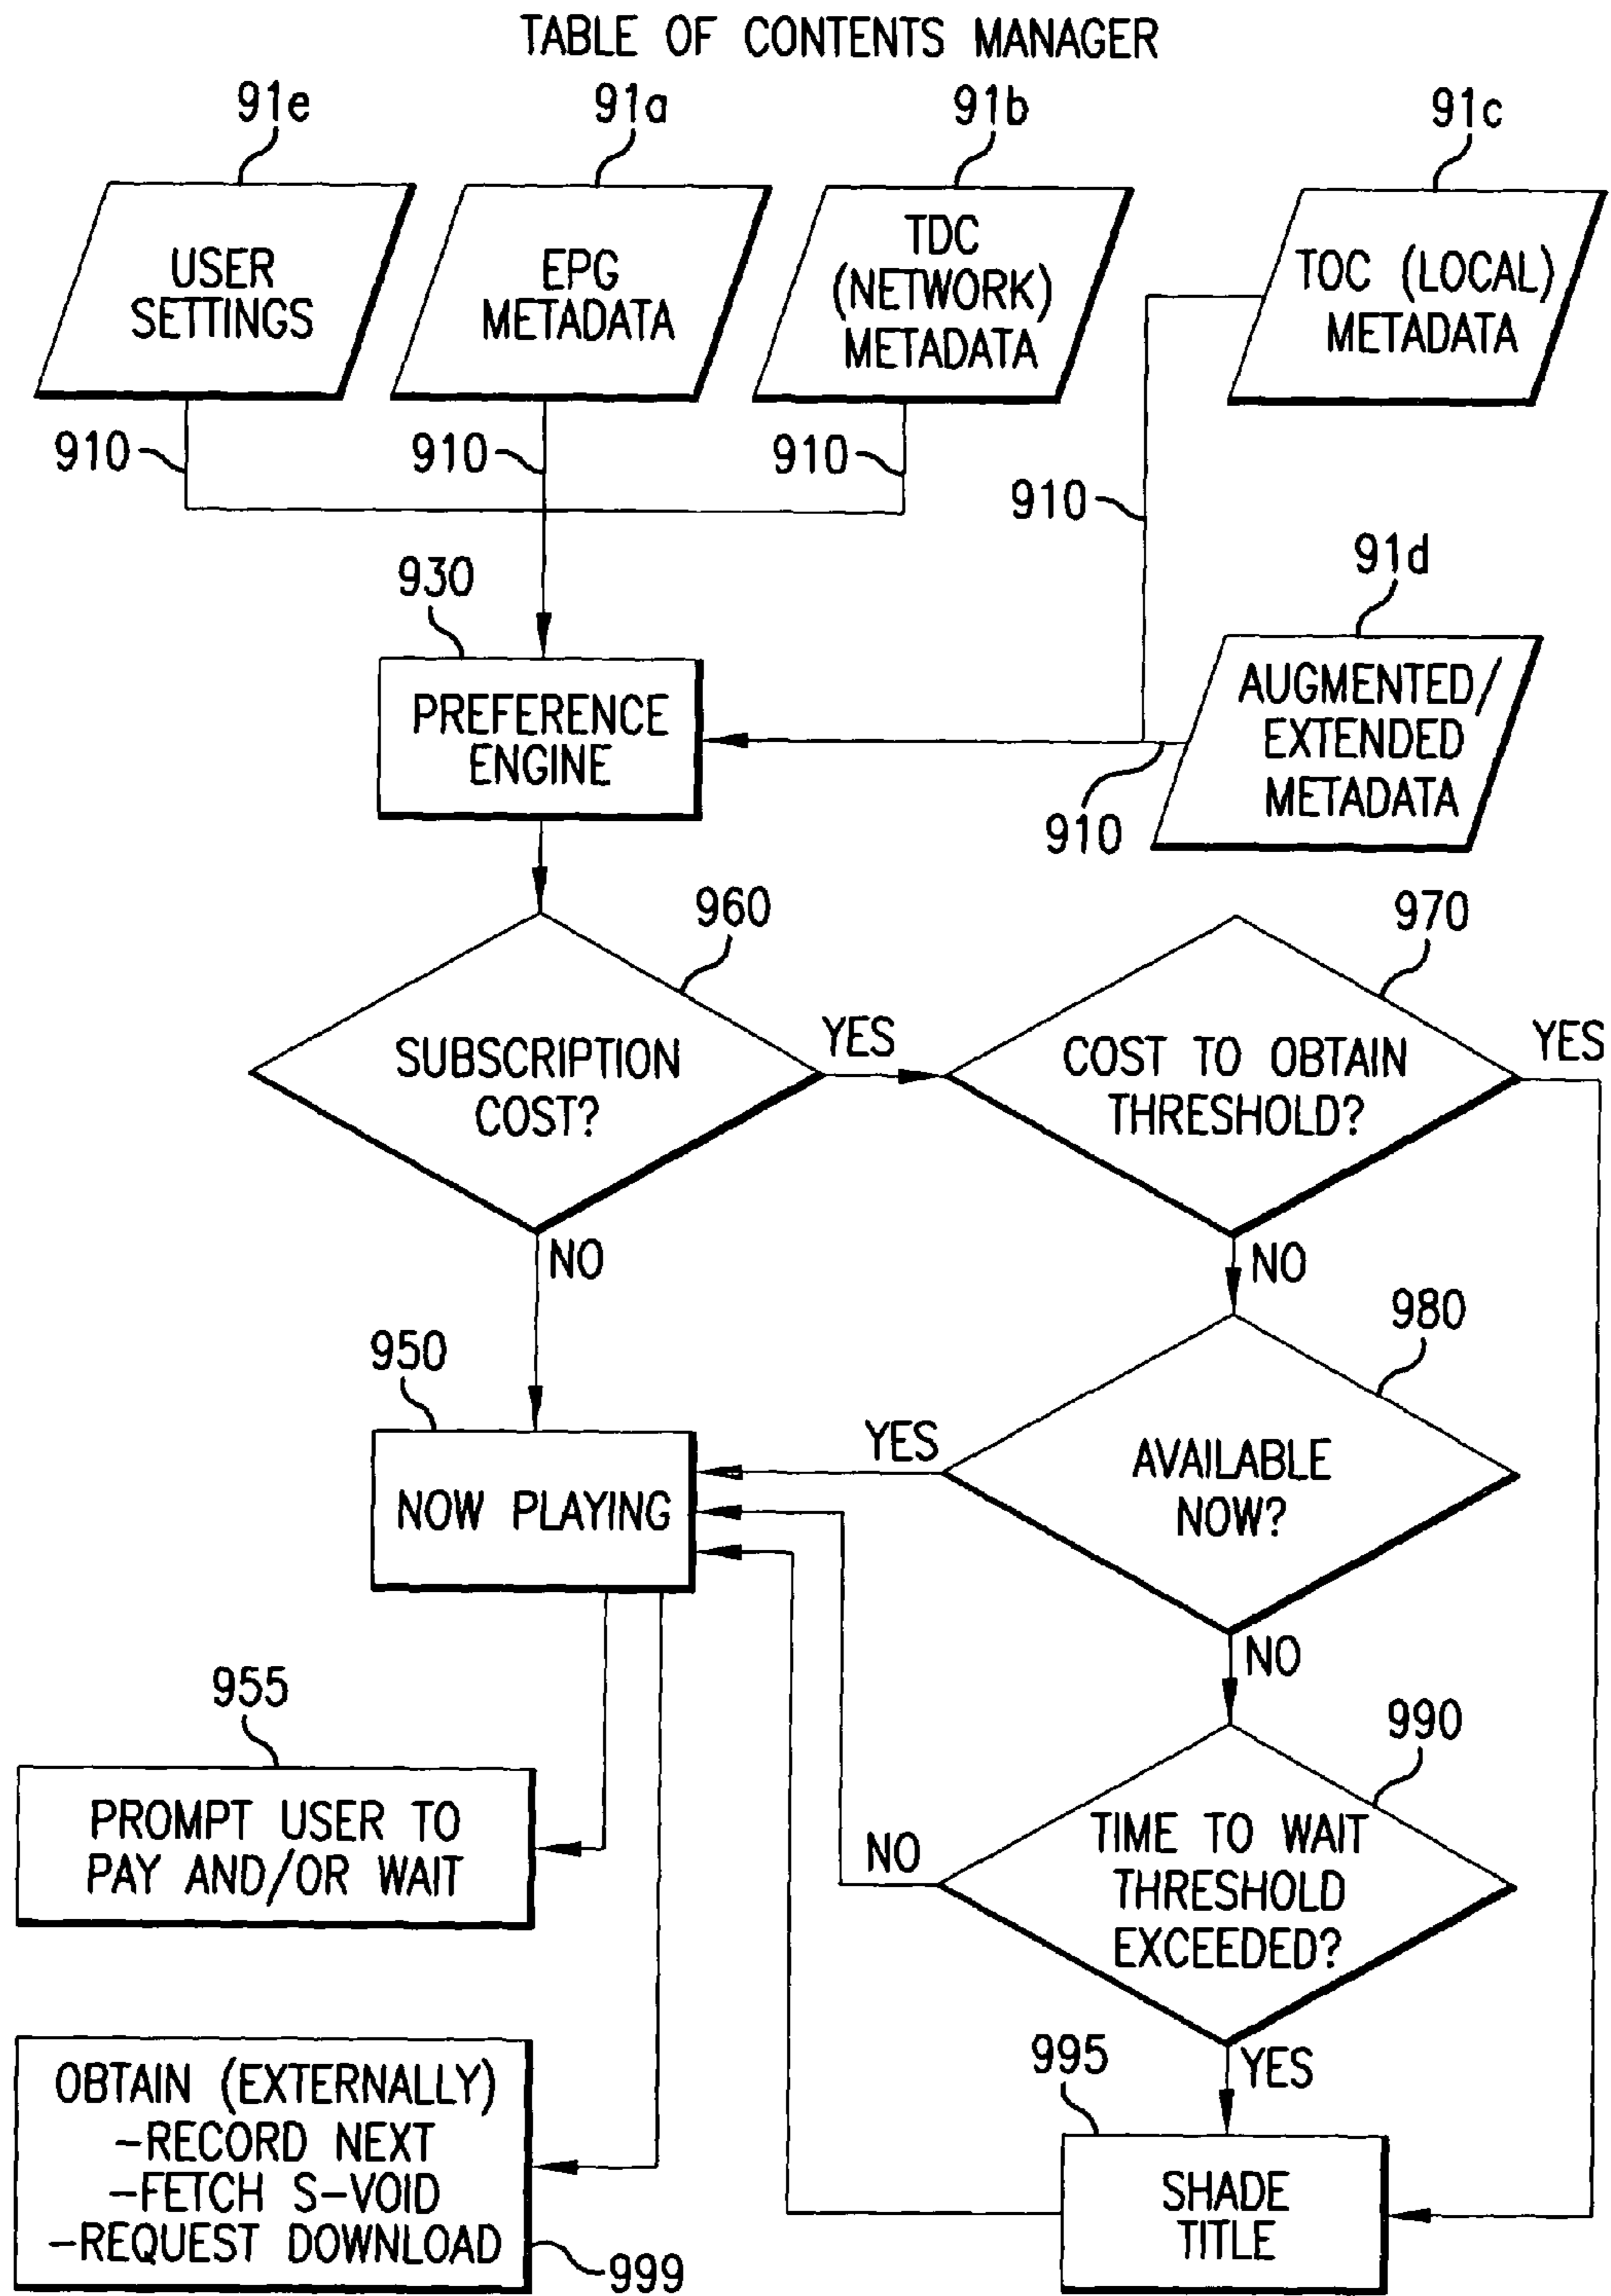 TABLE OF CONTENTS MANAGER
91e
91a
91b
91c
USER
SETTINGS
EPG
METADATA
TDC
(NETWORK)
METADATA
TOC (LOCAL)
METADATA
910
910
910
910
91d
930
PREFERENCE
ENGINE
AUGMENTED/
EXTENDED
METADATA
910
960
970
SUBSCRIPTION
COST?
YES
COST TO OBTAIN
THRESHOLD?
YES
NO
NO
980
950
NOW PLAYING
YES
AVAILABLE
NOW?
NO
955
990
PROMPT USER TO
PAY AND/OR WAIT
NO
TIME TO WAIT
THRESHOLD
EXCEEDED?
YES
995
OBTAIN (EXTERNALLY)
-RECORD NEXT
-FETCH S-VOID
-REQUEST DOWNLOAD
999
SHADE
TITLE